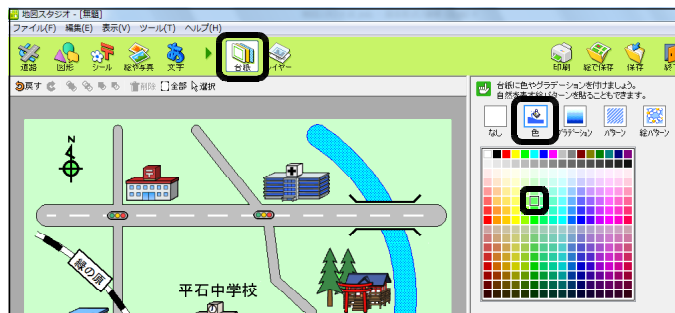 地図スタジオ - [無題]
ファイル(F) 編集(E) 表示(V) ツール(T) ヘルプ(H)
道路 図形 シール 絵や写真 文字 台紙 レイヤー 印刷 絵で保存 保存 終了
戻す 削除 全部 選択
台紙に色やグラデーションを付けましょう。
自然を表す絵パターンを貼ることもできます。
なし 色 グラデーション パターン 絵パターン
N
緑の原
平石中学校